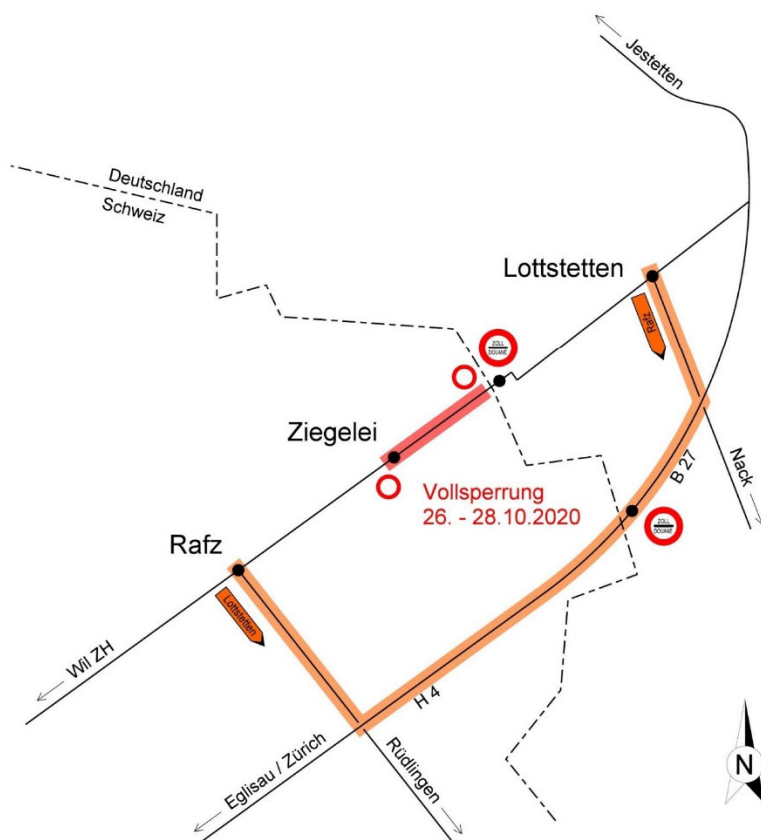 Jestetten
Deutschland
Schweiz
Lottstetten
Rafz
ZOLL
DOUANE
Ziegelei
Vollsperrung
26. - 28.10.2020
B 27
Nack
ZOLL
DOUANE
Rafz
Lottstetten
Wil ZH
H 4
Eglisau / Zürich
Rüdlingen
N